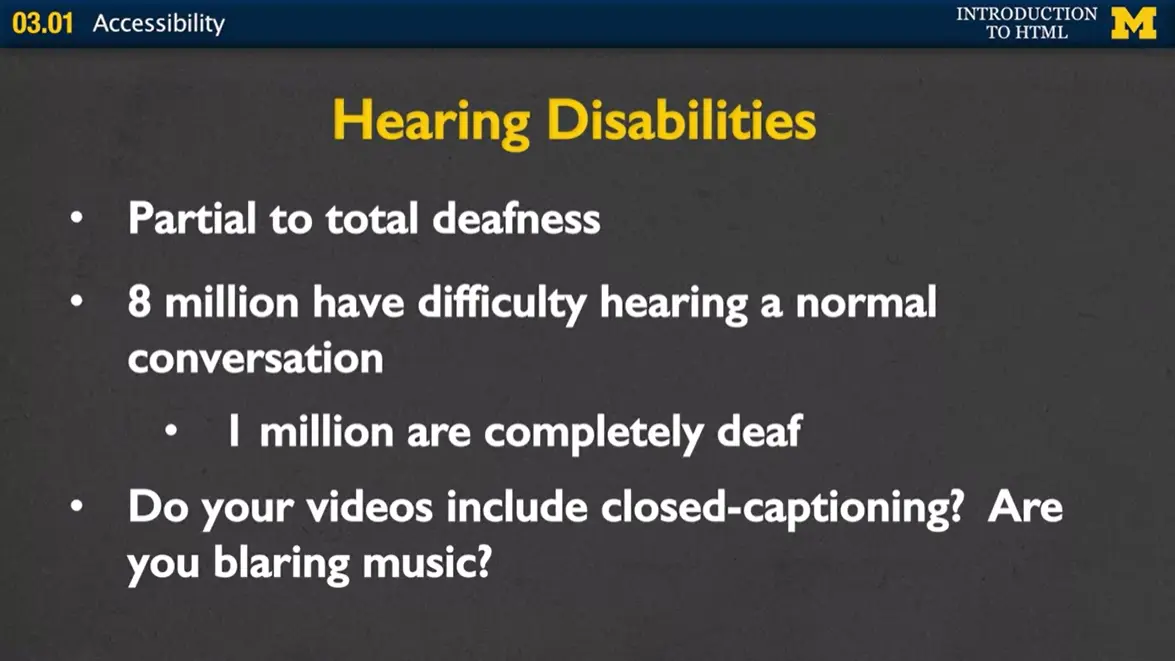 03.01 Accessibility
INTRODUCTION
TO HTML
M
Hearing Disabilities
• Partial to total deafness
• 8 million have difficulty hearing a normal
conversation
• 1 million are completely deaf
• Do your videos include closed-captioning? Are
you blaring music?